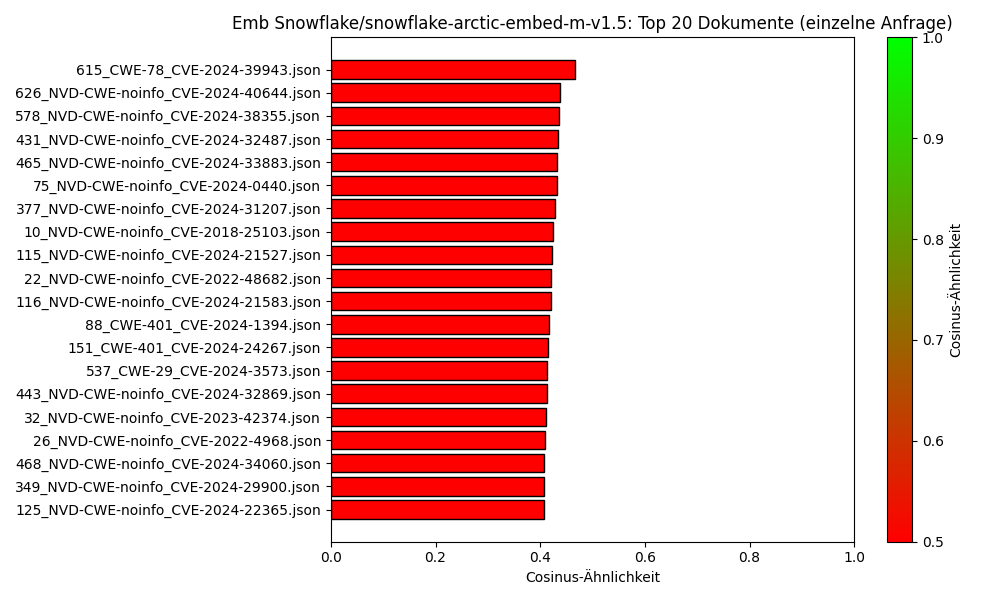 Emb Snowflake/snowflake-arctic-embed-m-v1.5: Top 20 Dokumente (einzelne Anfrage)
615_CWE-78_CVE-2024-39943.json
626_NVD-CWE-noinfo_CVE-2024-40644.json
578_NVD-CWE-noinfo_CVE-2024-38355.json
431_NVD-CWE-noinfo_CVE-2024-32487.json
465_NVD-CWE-noinfo_CVE-2024-33883.json
75_NVD-CWE-noinfo_CVE-2024-0440.json
377_NVD-CWE-noinfo_CVE-2024-31207.json
10_NVD-CWE-noinfo_CVE-2018-25103.json
115_NVD-CWE-noinfo_CVE-2024-21527.json
22_NVD-CWE-noinfo_CVE-2022-48682.json
116_NVD-CWE-noinfo_CVE-2024-21583.json
88_CWE-401_CVE-2024-1394.json
151_CWE-401_CVE-2024-24267.json
537_CWE-29_CVE-2024-3573.json
443_NVD-CWE-noinfo_CVE-2024-32869.json
32_NVD-CWE-noinfo_CVE-2023-42374.json
26_NVD-CWE-noinfo_CVE-2022-4968.json
468_NVD-CWE-noinfo_CVE-2024-34060.json
349_NVD-CWE-noinfo_CVE-2024-29900.json
125_NVD-CWE-noinfo_CVE-2024-22365.json
0.0 0.2 0.4 0.6 0.8 1.0
Cosinus-Ähnlichkeit
1.0
0.9
0.8
0.7
0.6
0.5
Cosinus-Ähnlichkeit